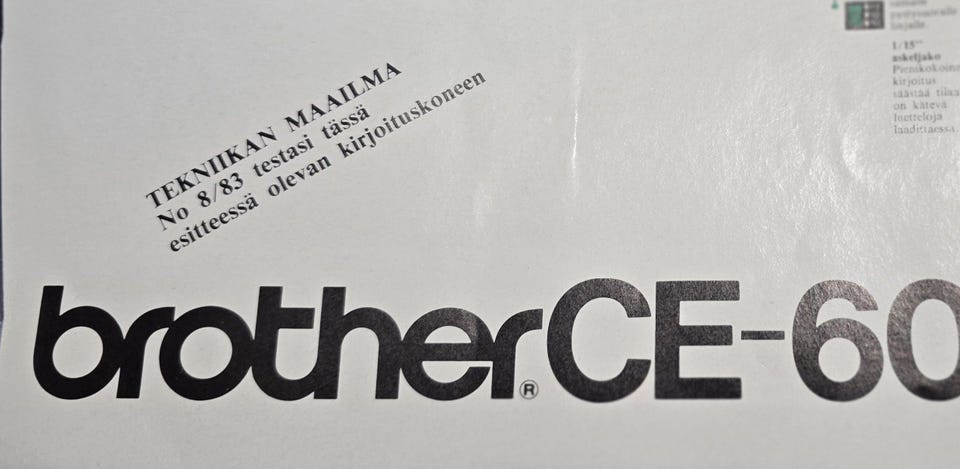 TEKNIIKAN MAAILMA
No 8/83 testasi tässä
esitteessä olevan kirjoituskoneen
brother® CE-60
linjalle.
1/15"
askeljako
Pienikokoinen
kirjoitus
säästää tilaa
on kätevä
luetteloja
laadittaessa.